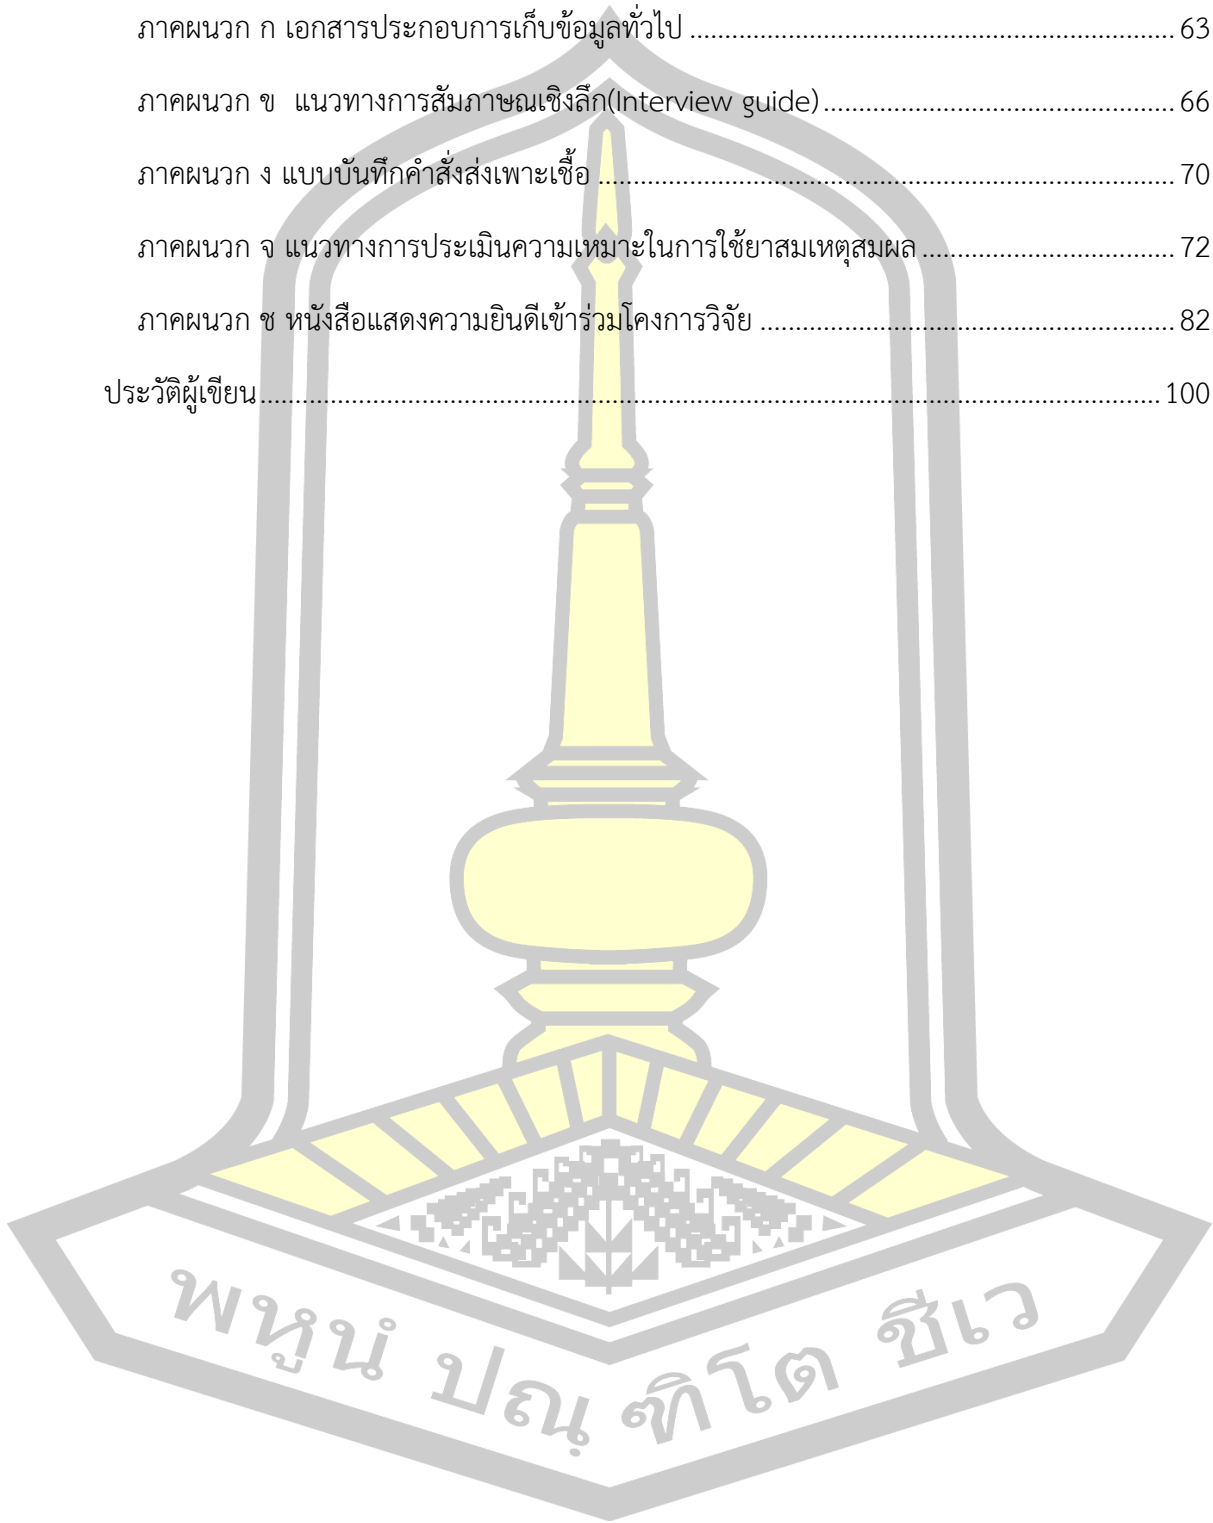 ภาคผนวก ก เอกสารประกอบการเก็บข้อมูลทั่วไป ........................................................................ 63
ภาคผนวก ข  แนวทางการสัมภาษณเชิงลึก(Interview guide) .................................................... 66
ภาคผนวก ง แบบบันทึกคำสั่งส่งเพาะเชื้อ ...................................................................................... 70
ภาคผนวก จ แนวทางการประเมินความเหมาะในการใช้ยาสมเหตุสมผล ...................................... 72
ภาคผนวก ช หนังสือแสดงความยินดีเข้าร่วมโคงการวิจัย .............................................................. 82
ประวัติผู้เขียน ...................................................................................................................................... 100
พหูนํ ปณฺ ฑิโต ชีเว